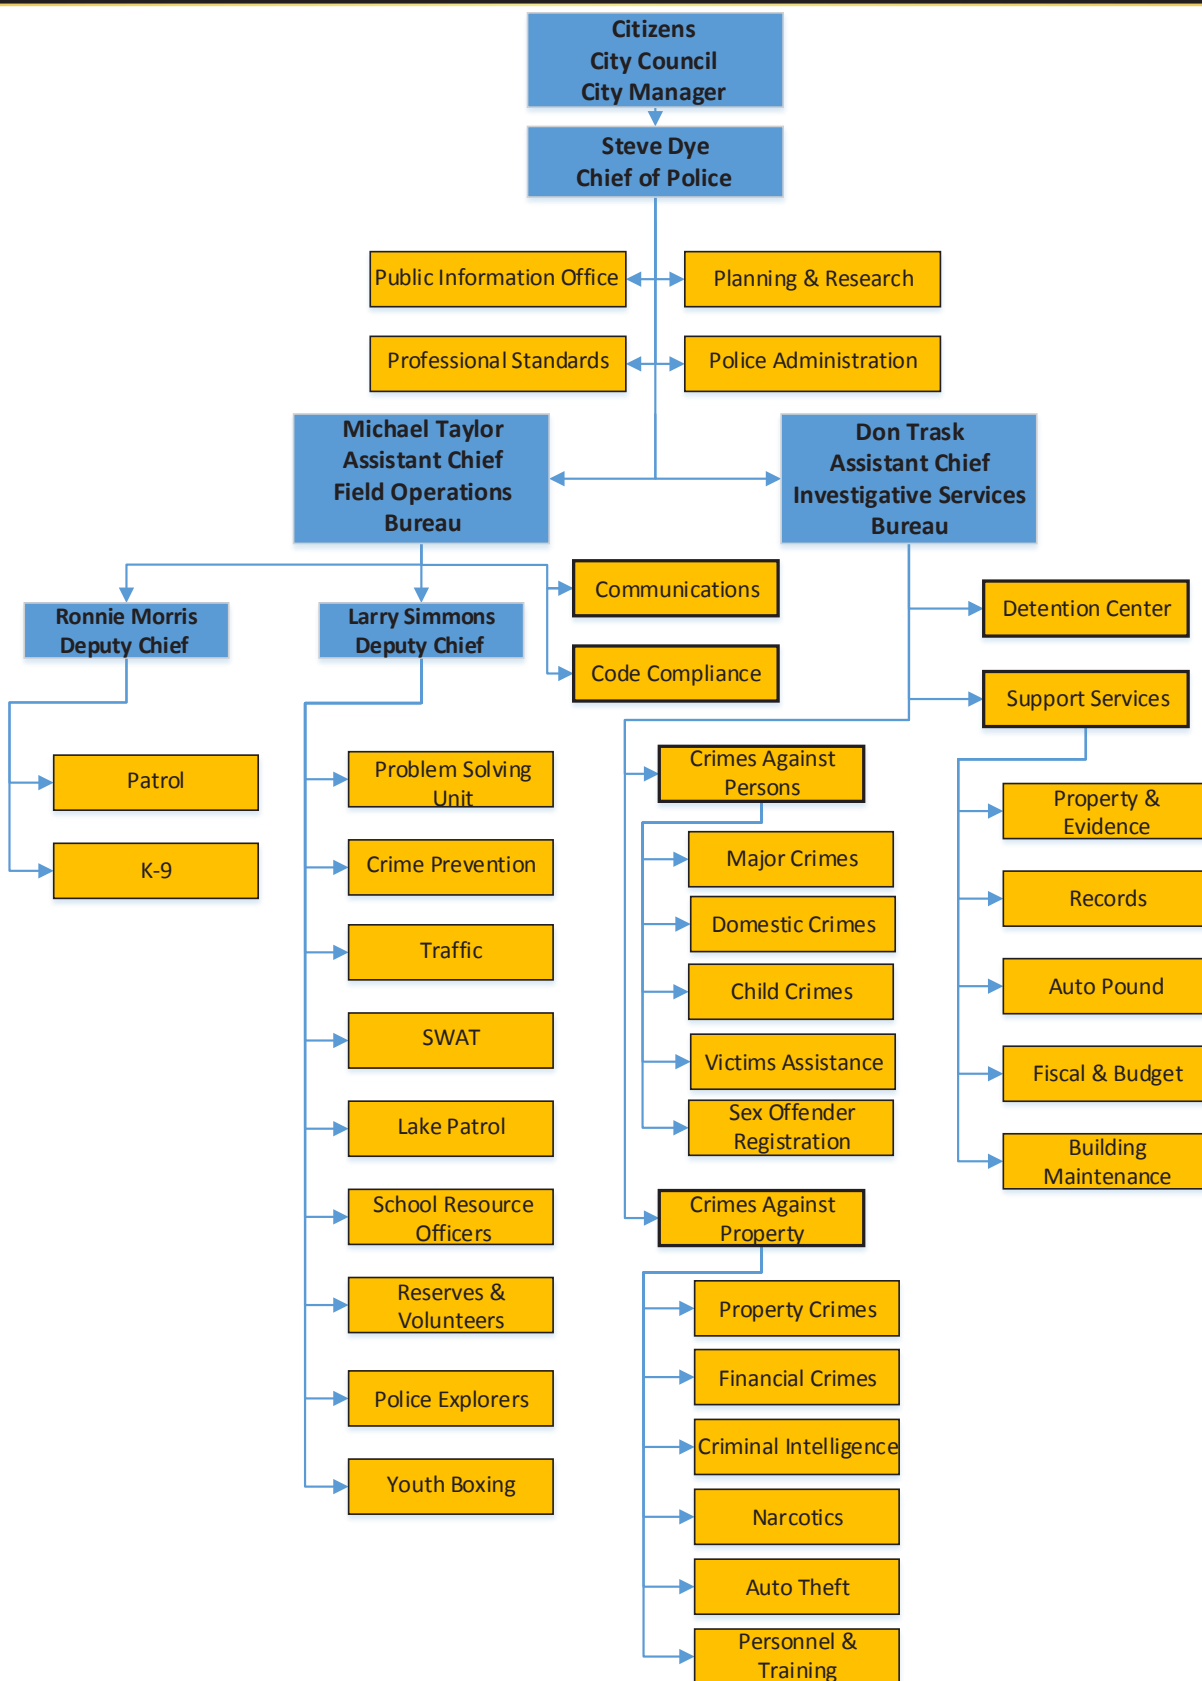 Citizens
City Council
City Manager
Steve Dye
Chief of Police
Public Information Office
Planning & Research
Professional Standards
Police Administration
Michael Taylor
Assistant Chief
Field Operations
Bureau
Don Trask
Assistant Chief
Investigative Services
Bureau
Ronnie Morris
Deputy Chief
Larry Simmons
Deputy Chief
Communications
Code Compliance
Detention Center
Support Services
Patrol
K-9
Problem Solving
Unit
Crime Prevention
Traffic
SWAT
Lake Patrol
School Resource
Officers
Reserves &
Volunteers
Police Explorers
Youth Boxing
Crimes Against
Persons
Major Crimes
Domestic Crimes
Child Crimes
Victims Assistance
Sex Offender
Registration
Crimes Against
Property
Property Crimes
Financial Crimes
Criminal Intelligence
Narcotics
Auto Theft
Personnel &
Training
Property &
Evidence
Records
Auto Pound
Fiscal & Budget
Building
Maintenance